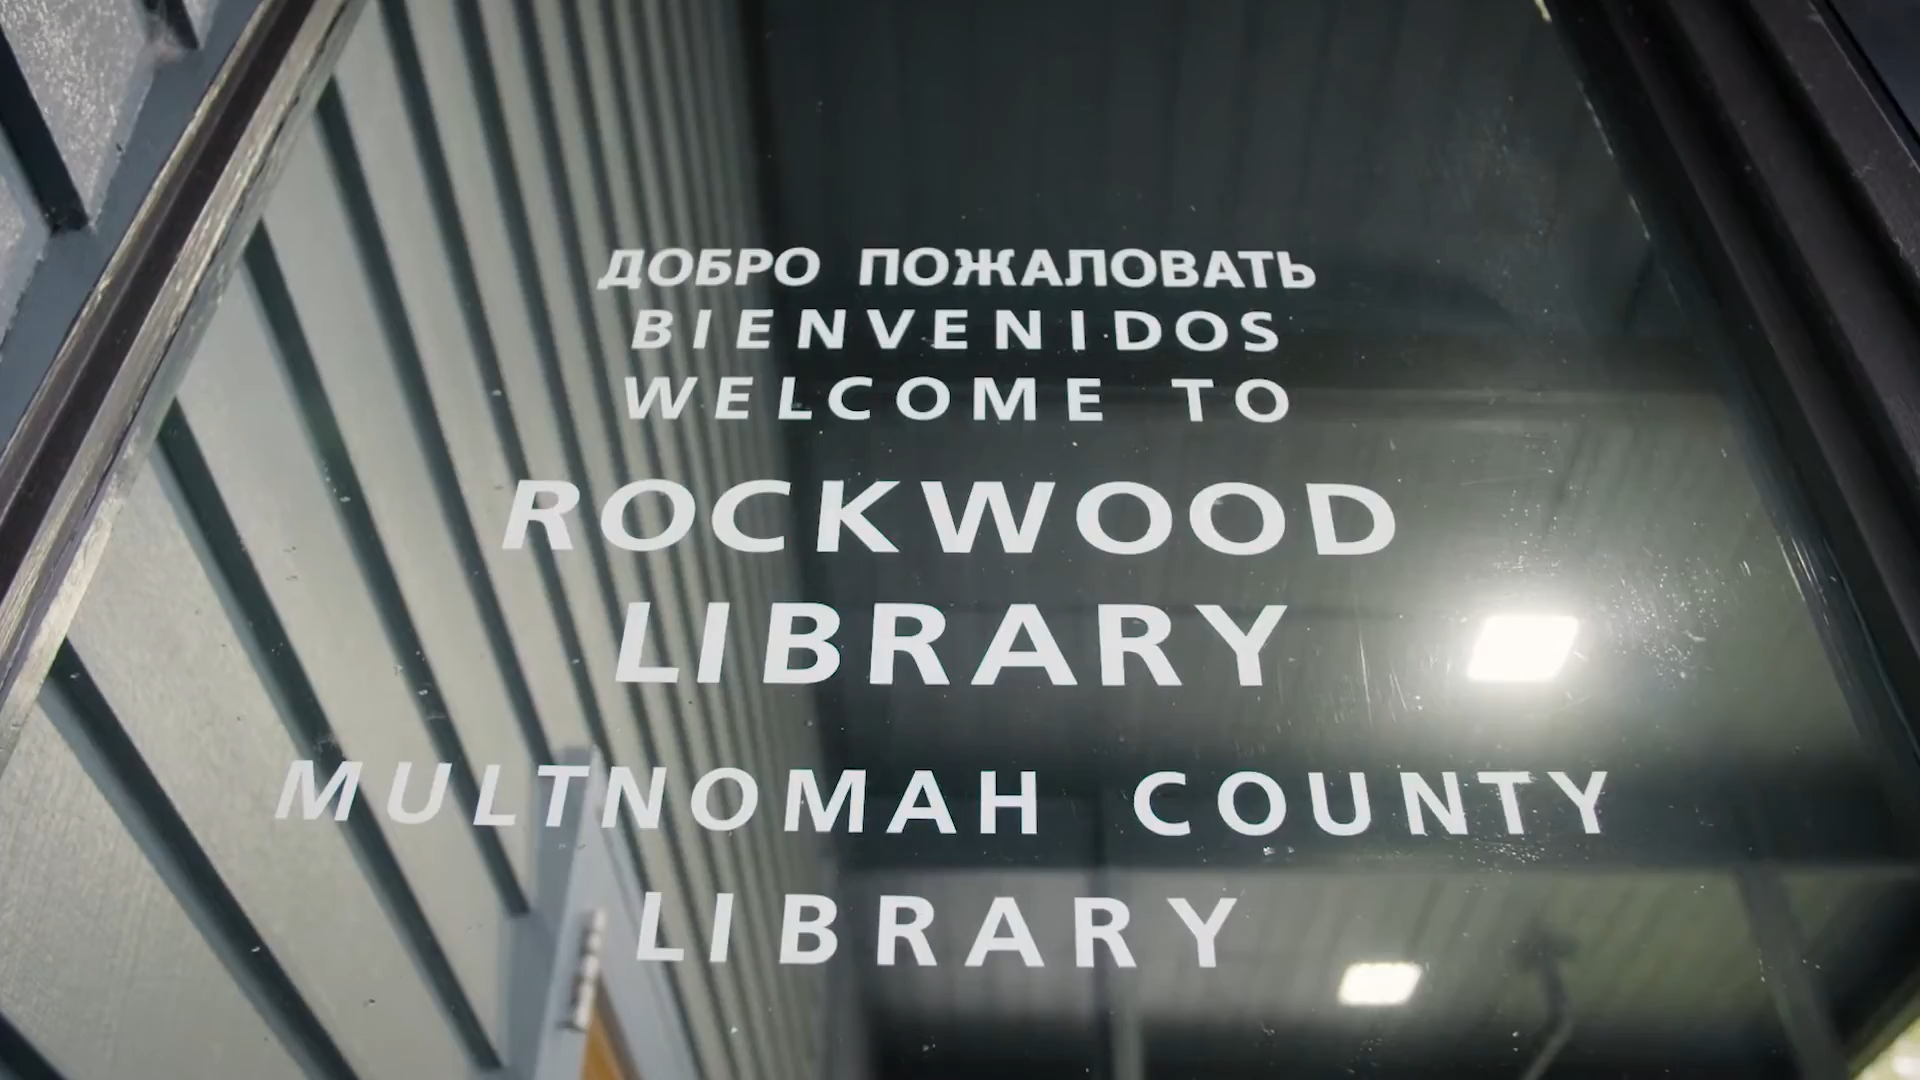 ДОБРО ПОЖАЛОВАТЬ
BIENVENIDOS
WELCOME TO
ROCKWOOD
LIBRARY
MULTNOMAH COUNTY
LIBRARY